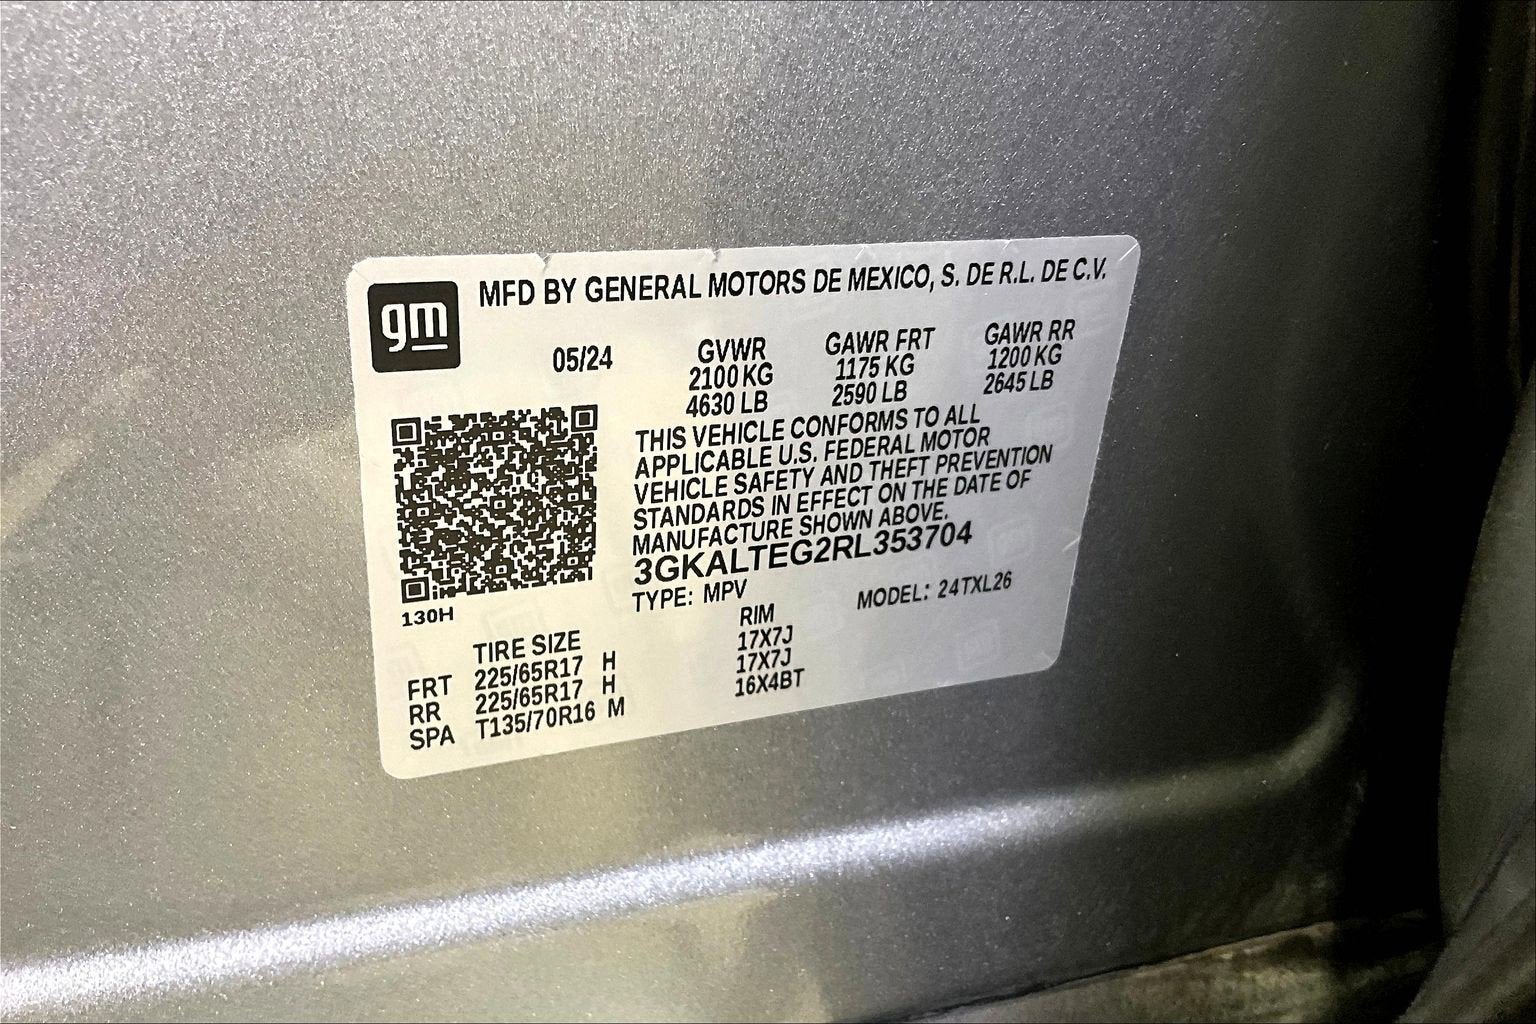 gm
MFD BY GENERAL MOTORS DE MEXICO, S. DE R.L. DE C.V.
05/24 GVWR GAWR FRT GAWR RR
2100 KG 1175 KG 1200 KG
4630 LB 2590 LB 2645 LB
THIS VEHICLE CONFORMS TO ALL
APPLICABLE U.S. FEDERAL MOTOR
VEHICLE SAFETY AND THEFT PREVENTION
STANDARDS IN EFFECT ON THE DATE OF
MANUFACTURE SHOWN ABOVE.
3GKALTEG2RL353704
TYPE: MPV MODEL: 24TXL26
130H
TIRE SIZE RIM
FRT 225/65R17 H 17X7J
RR 225/65R17 H 17X7J
SPA T135/70R16 M 16X4BT